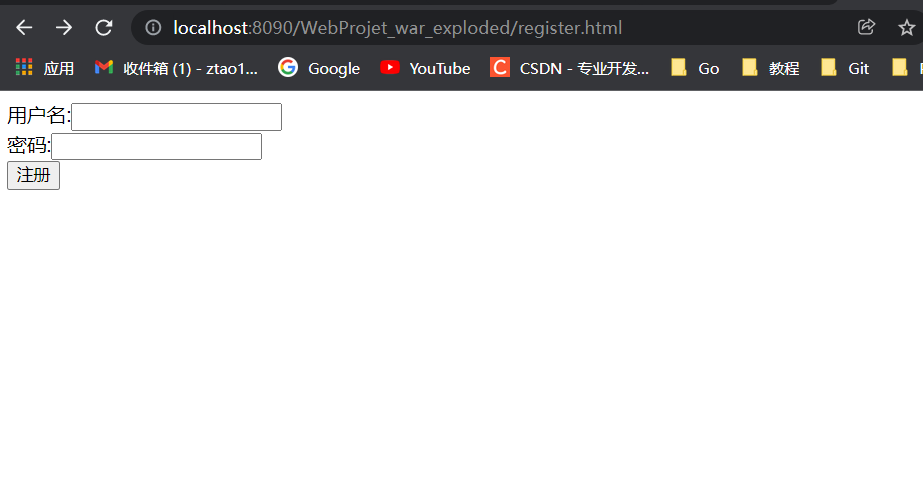 localhost:8090/WebProjet_war_exploded/register.html
应用 收件箱 (1) - ztao1... Google YouTube CSDN - 专业开发... Go 教程 Git
用户名:
密码:
注册